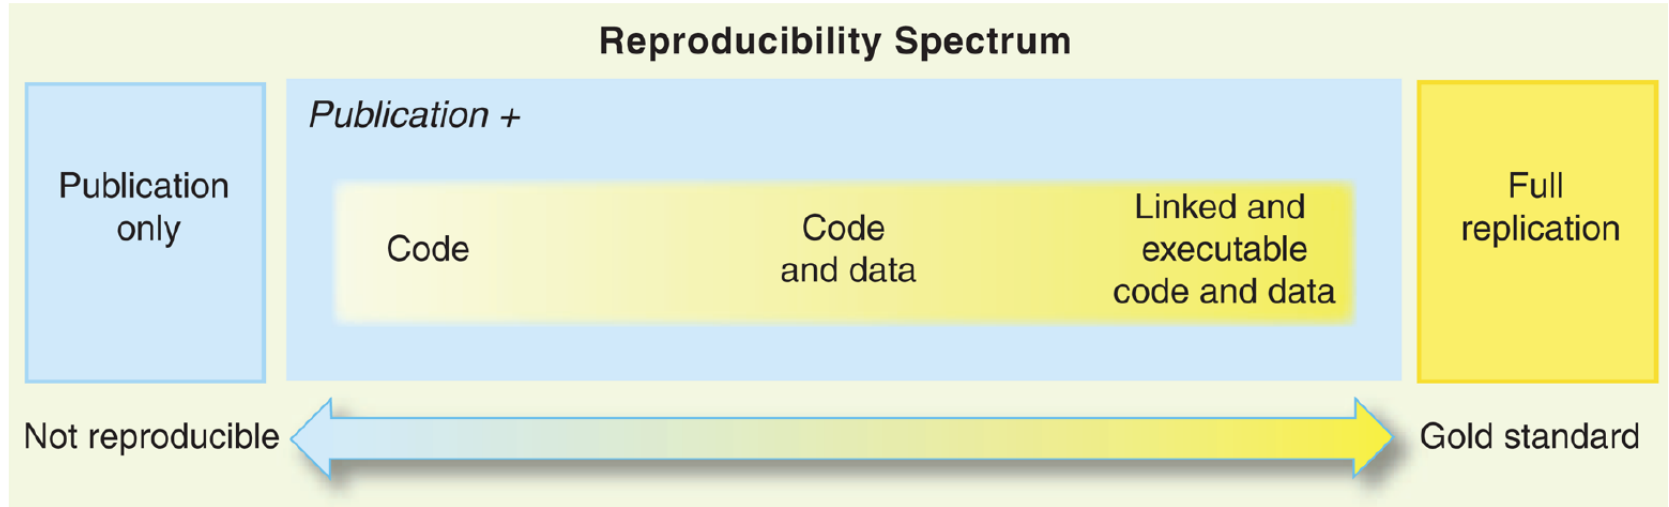 Reproducibility Spectrum
Publication
only
Publication +
Code
Code
and data
Linked and
executable
code and data
Full
replication
Not reproducible
Gold standard